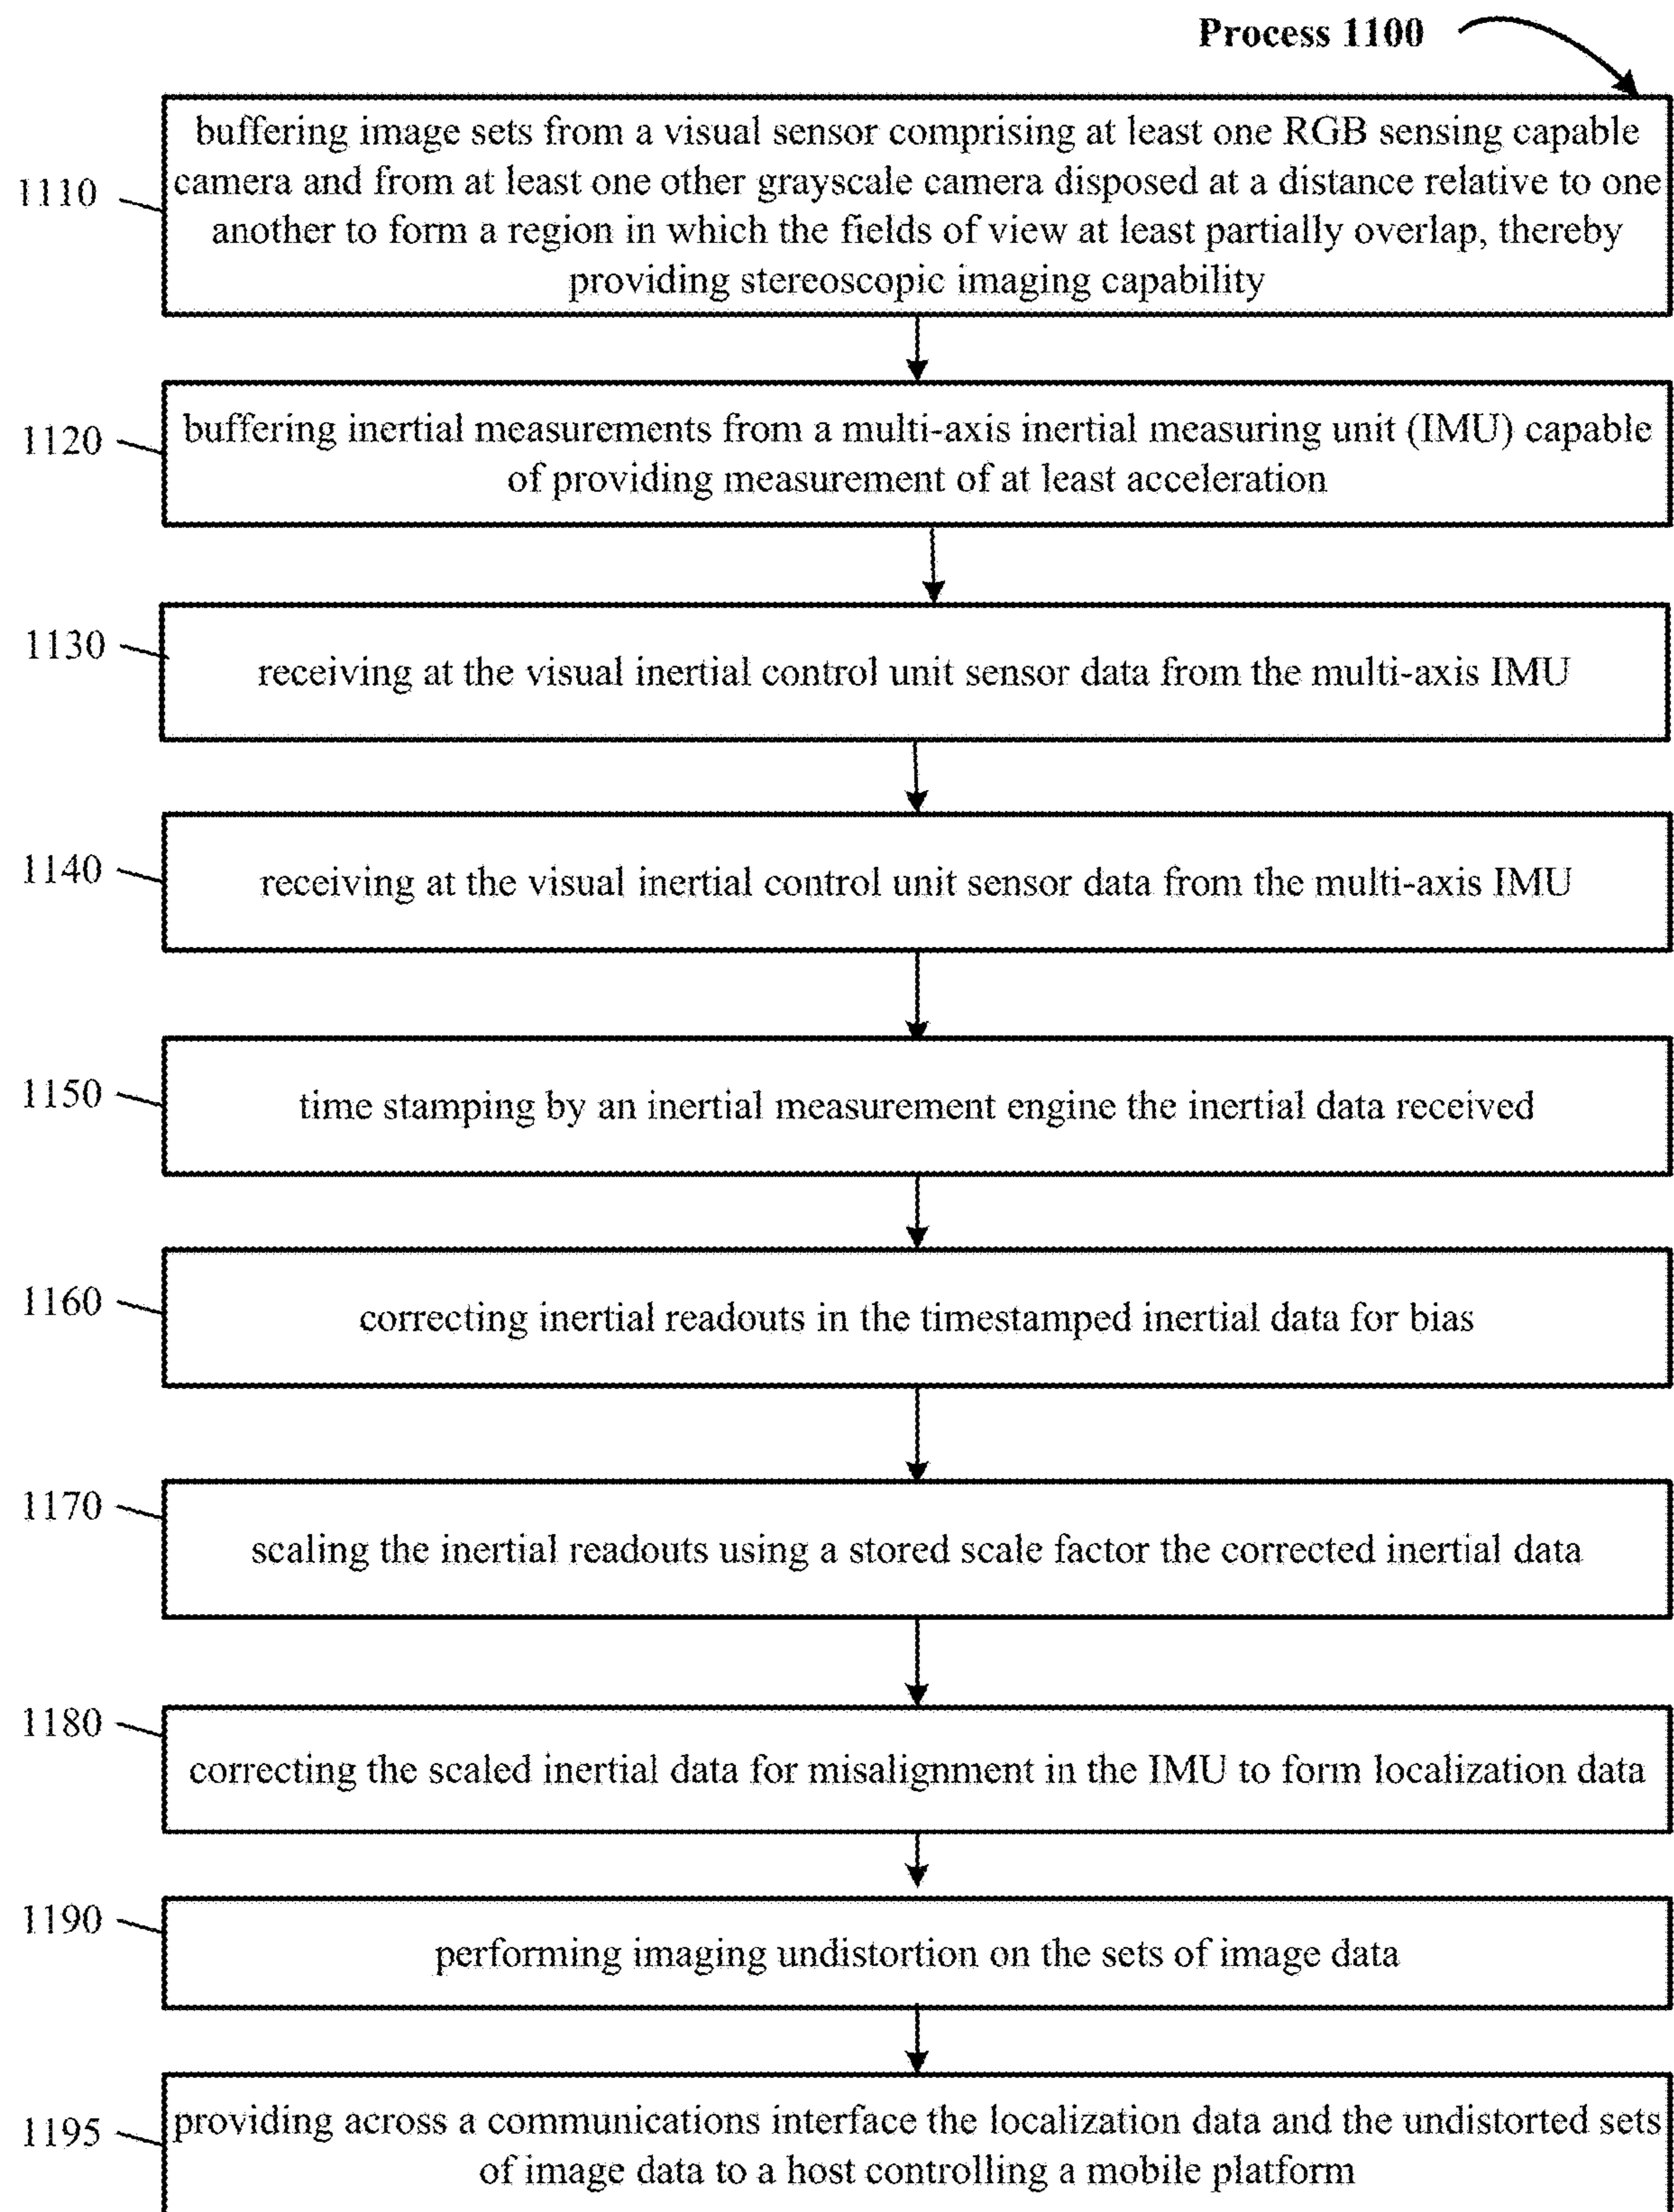 Process 1100
1110
buffering image sets from a visual sensor comprising at least one RGB sensing capable
camera and from at least one other grayscale camera disposed at a distance relative to one
another to form a region in which the fields of view at least partially overlap, thereby
providing stereoscopic imaging capability
1120
buffering inertial measurements from a multi-axis inertial measuring unit (IMU) capable
of providing measurement of at least acceleration
1130
receiving at the visual inertial control unit sensor data from the multi-axis IMU
1140
receiving at the visual inertial control unit sensor data from the multi-axis IMU
1150
time stamping by an inertial measurement engine the inertial data received
1160
correcting inertial readouts in the timestamped inertial data for bias
1170
scaling the inertial readouts using a stored scale factor the corrected inertial data
1180
correcting the scaled inertial data for misalignment in the IMU to form localization data
1190
performing imaging undistortion on the sets of image data
1195
providing across a communications interface the localization data and the undistorted sets
of image data to a host controlling a mobile platform